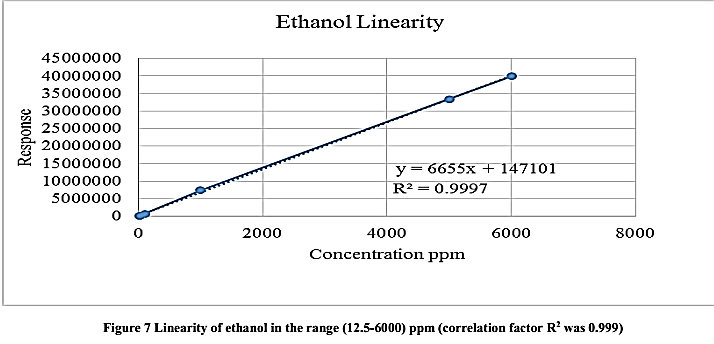 Ethanol Linearity
Response
45000000
40000000
35000000
30000000
25000000
20000000
15000000
10000000
5000000
0
y = 6655x + 147101
R² = 0.9997
0 2000 4000 6000 8000
Concentration ppm
Figure 7 Linearity of ethanol in the range (12.5-6000) ppm (correlation factor R² was 0.999)